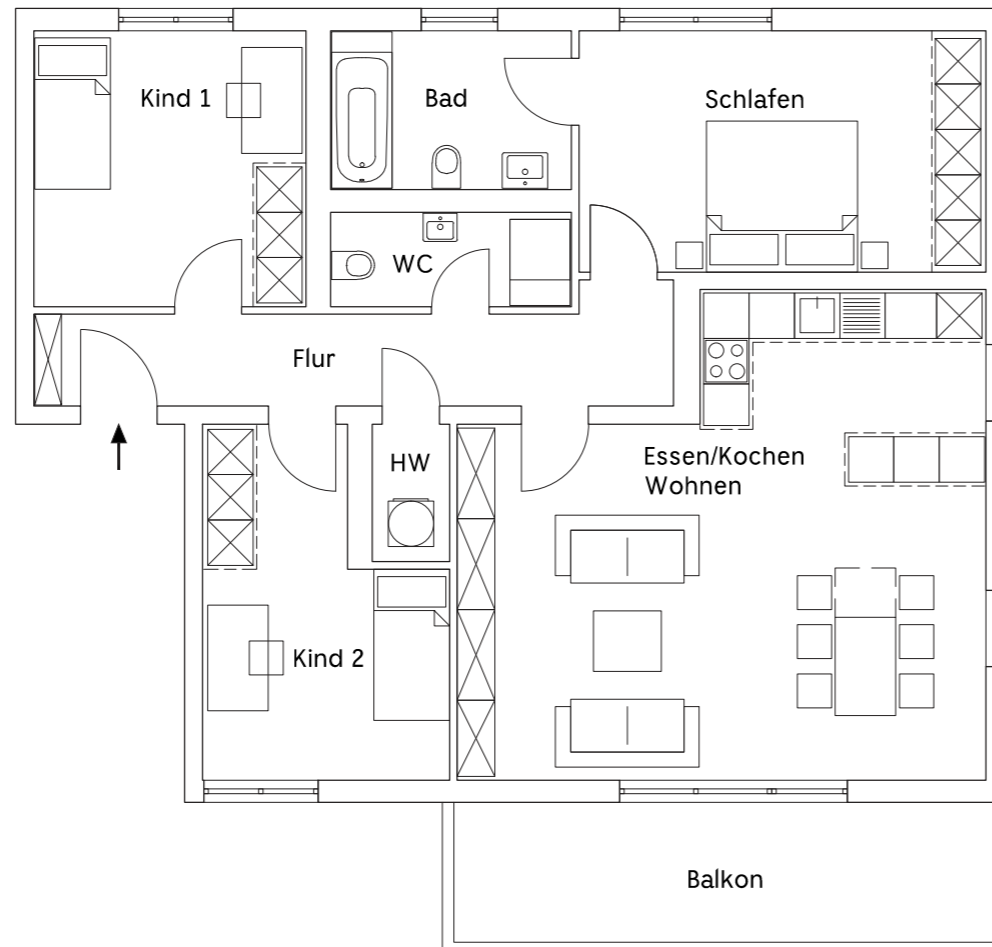 Kind 1
Bad
Schlafen
WC
Flur
HW
Essen/Kochen
Wohnen
Kind 2
Balkon